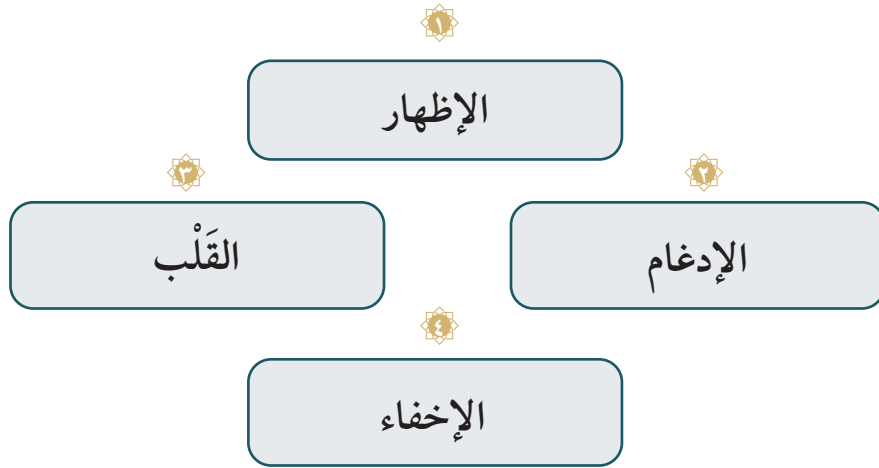 ١
الإظهار
٢
الإدغام
٣
القَلْب
٤
الإخفاء